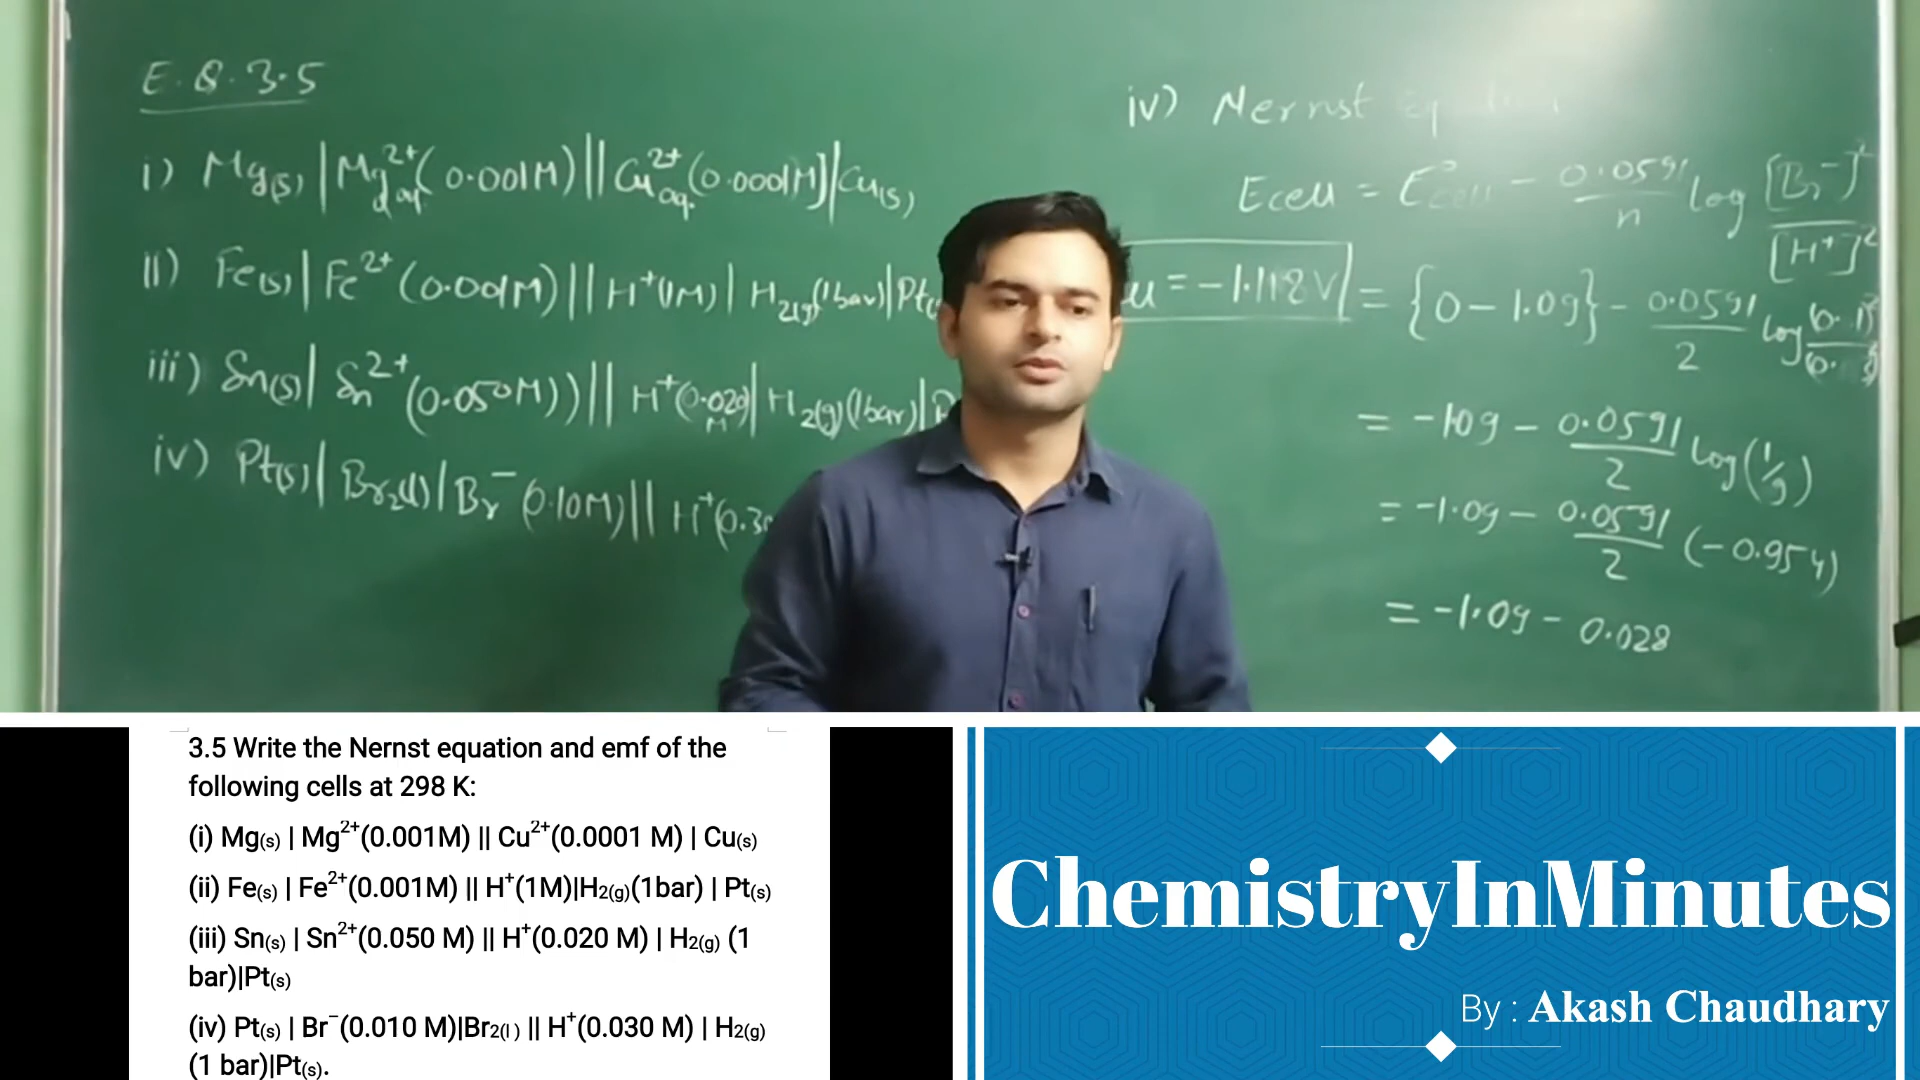 E.Q.3.5
i) Mg(s) | Mg²⁺aq (0.001M) || Cu²⁺aq. (0.0001M] | Cu(s)
ii) Fe(s) | Fe²⁺ (0.001M) || H⁺(1M) | H₂(g) (1bar) | Pt
iii) Sn(s) | Sn²⁺ (0.050M)) || H⁺(0.020 M | H₂(g) (1bar) |
iv) Pt(s) | Br₂(l) | Br⁻ (0.10M) || H⁺(0.30
iv) Nernst Eq
Ecell = E°cell - 0.0591/n log [Br⁻]²/[H⁺]²
= -1.118V = {0 - 1.09} - 0.0591/2 log
= -1.09 - 0.0591/2 log (1/9)
= -1.09 - 0.0591/2 (-0.954)
= -1.09 - 0.028
3.5 Write the Nernst equation and emf of the
following cells at 298 K:
(i) Mg(s) | Mg²⁺(0.001M) || Cu²⁺(0.0001 M) | Cu(s)
(ii) Fe(s) | Fe²⁺(0.001M) || H⁺(1M)|H₂(g)(1bar) | Pt(s)
(iii) Sn(s) | Sn²⁺(0.050 M) || H⁺(0.020 M) | H₂(g) (1
bar)|Pt(s)
(iv) Pt(s) | Br⁻(0.010 M)|Br₂(l) || H⁺(0.030 M) | H₂(g)
(1 bar)|Pt(s).
ChemistryInMinutes
By : Akash Chaudhary